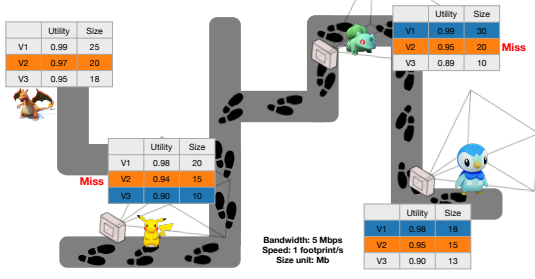 Utility Size
V1 0.99 25
V2 0.97 20
V3 0.95 18
Utility Size
V1 0.99 30
V2 0.95 20
V3 0.89 10
Miss
Utility Size
V1 0.98 20
V2 0.94 15
V3 0.90 10
Miss
Utility Size
V1 0.98 18
V2 0.95 15
V3 0.90 13
Bandwidth: 5 Mbps
Speed: 1 footprint/s
Size unit: Mb